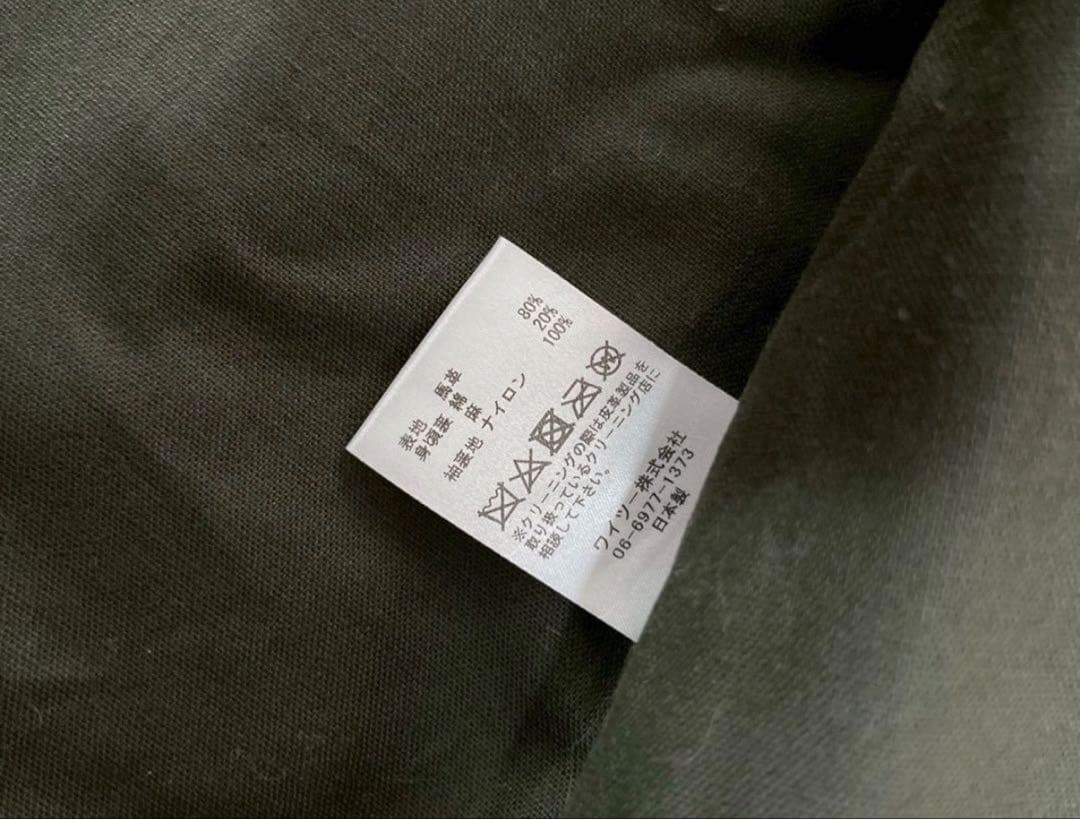 表地 馬革
身頃裏 綿 80%
麻 20%
袖裏地 ナイロン 100%
※クリーニングの際は皮革製品を
取り扱っているクリーニング店に
相談して下さい。
ワイツー株式会社
06-6977-1373
日本製